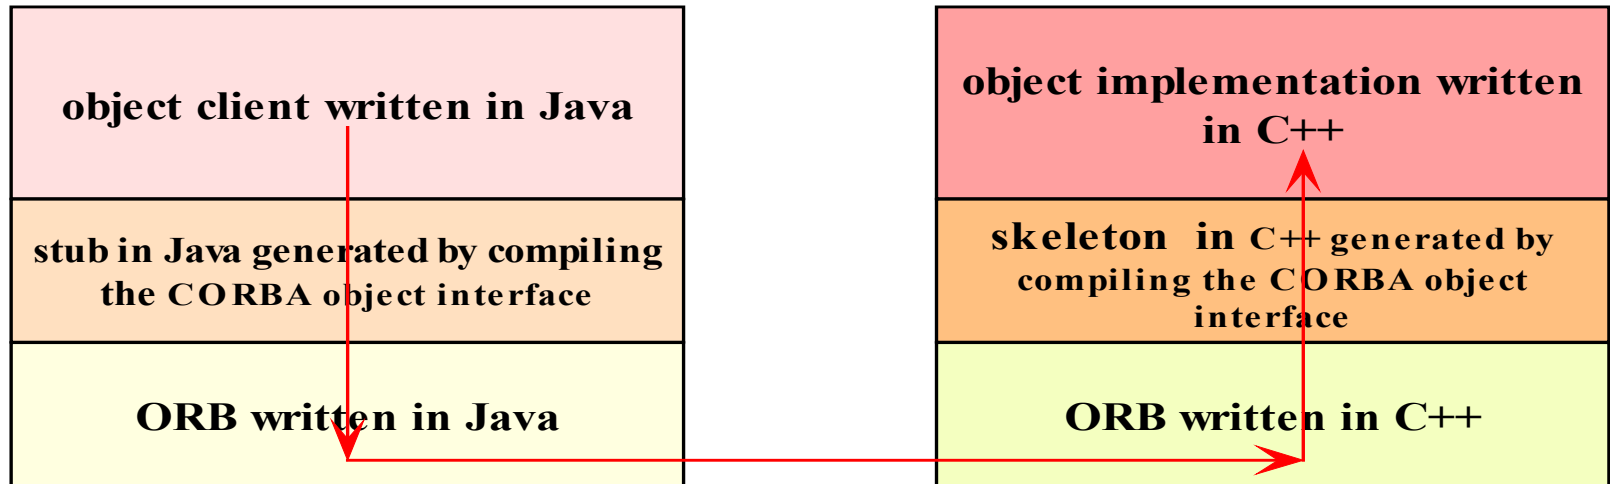 object client written in Java
stub in Java generated by compiling
the CORBA object interface
ORB written in Java
object implementation written
in C++
skeleton in C++ generated by
compiling the CORBA object
interface
ORB written in C++